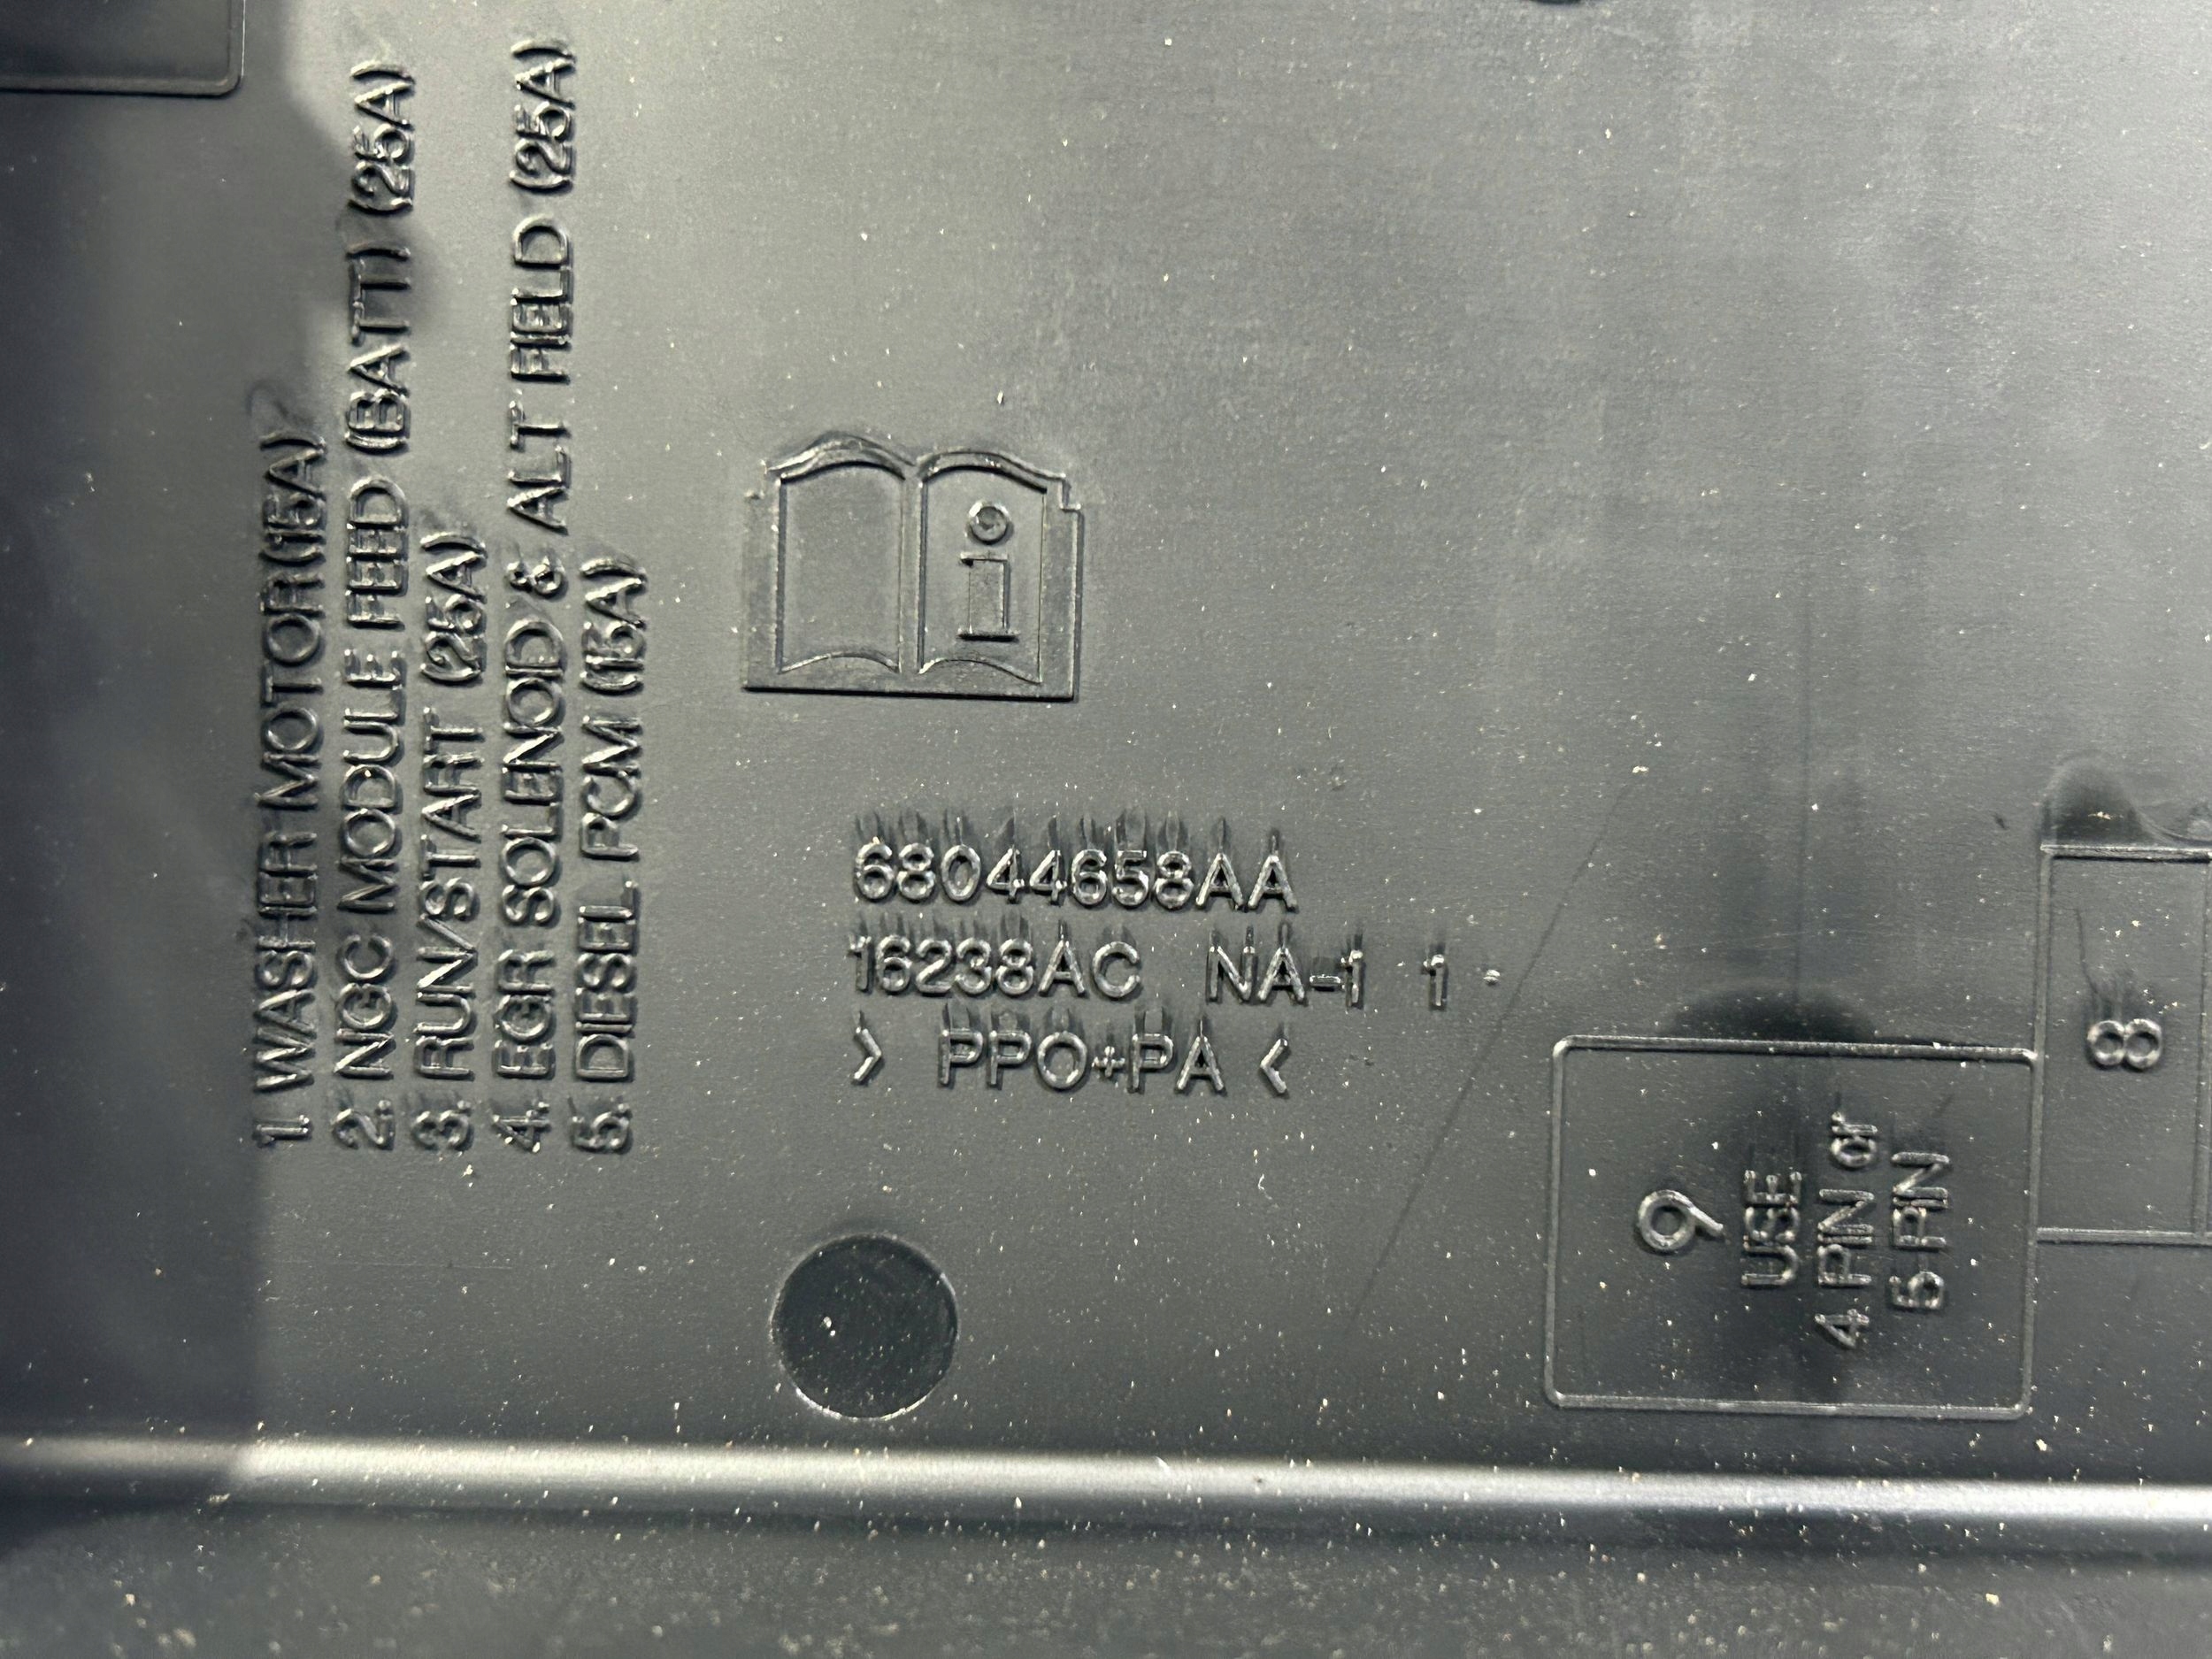 1. WASHER MOTOR (15A)
2. NGC MODULE FEED (BATT) (25A)
3. RUN/START (25A)
4. EGR SOLENOID & ALT FIELD (25A)
5. DIESEL PCM (15A)
i
68044658AA
16238AC NA-1 1
> PPO+PA <
9
USE
4 PIN or
5-PIN
8